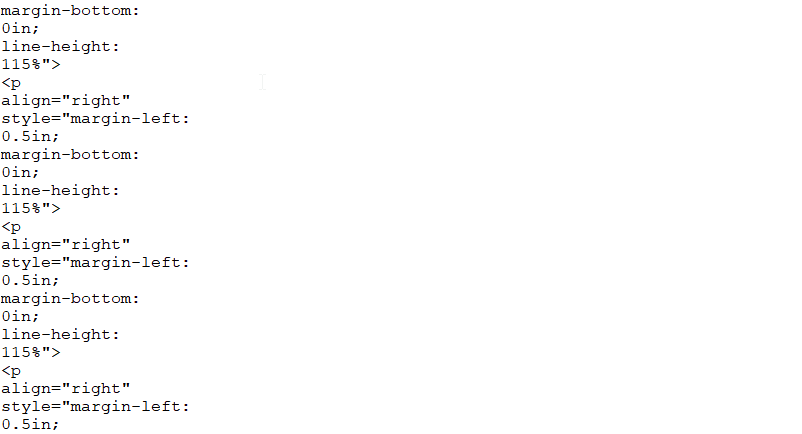 margin-bottom:
0in;
line-height:
115%">
<p
align="right"
style="margin-left:
0.5in;
margin-bottom:
0in;
line-height:
115%">
<p
align="right"
style="margin-left:
0.5in;
margin-bottom:
0in;
line-height:
115%">
<p
align="right"
style="margin-left:
0.5in;